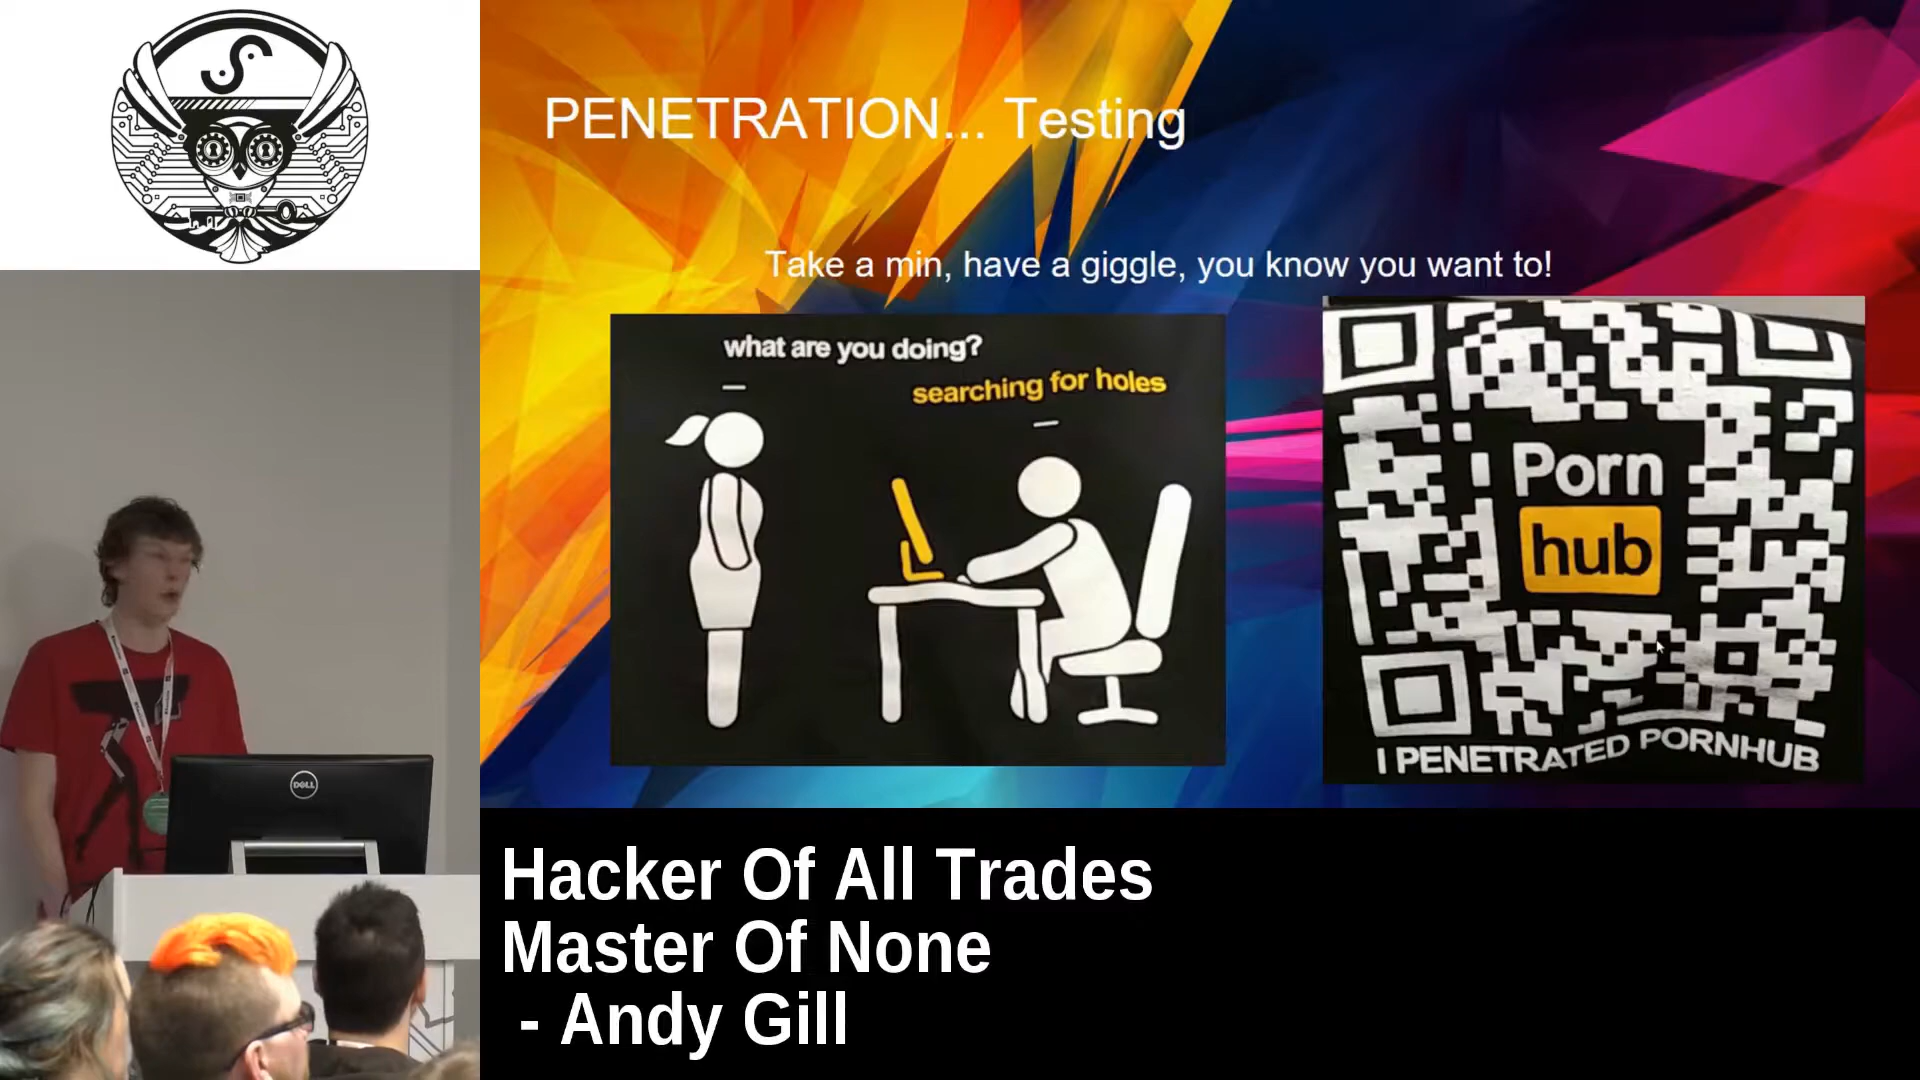 PENETRATION... Testing
Take a min, have a giggle, you know you want to!
what are you doing?
searching for holes
Porn
hub
I PENETRATED PORNHUB
DELL
Hacker Of All Trades
Master Of None
- Andy Gill